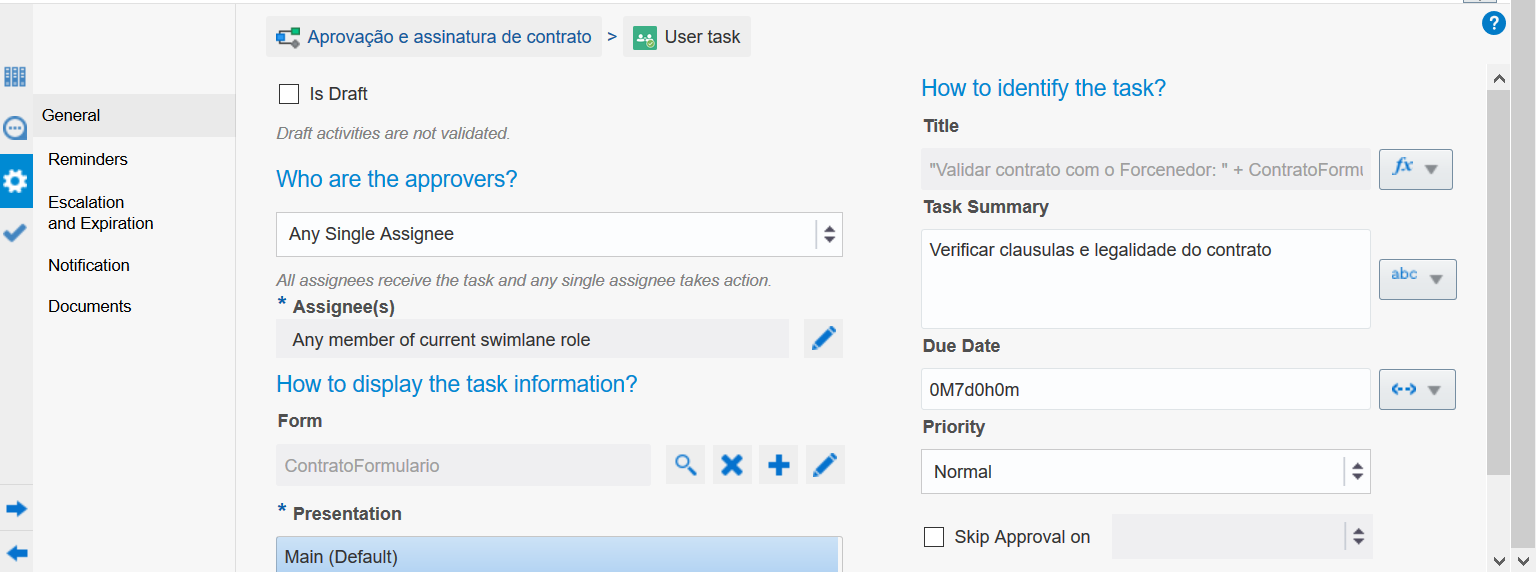 Aprovação e assinatura de contrato > User task
?
General
Reminders
Escalation
and Expiration
Notification
Documents
Is Draft
Draft activities are not validated.
Who are the approvers?
Any Single Assignee
All assignees receive the task and any single assignee takes action.
* Assignee(s)
Any member of current swimlane role
How to display the task information?
Form
ContratoFormulario
* Presentation
Main (Default)
How to identify the task?
Title
"Validar contrato com o Forcenedor: " + ContratoFormu
fx
Task Summary
Verificar clausulas e legalidade do contrato
abc
Due Date
0M7d0h0m
Priority
Normal
Skip Approval on